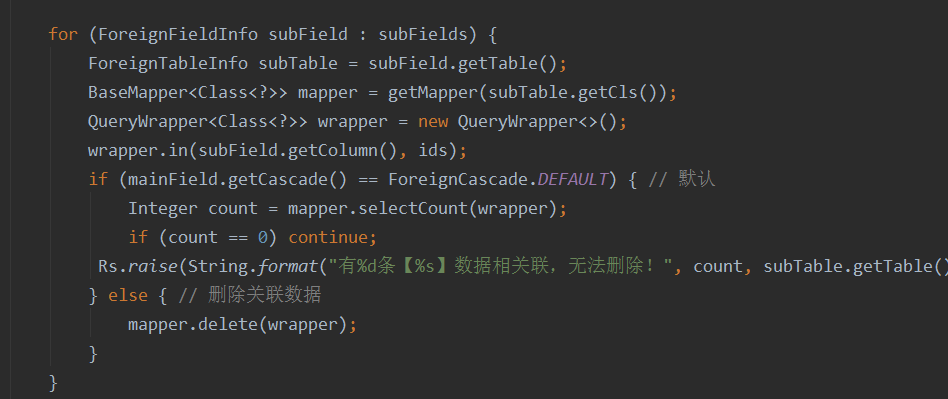 for (ForeignFieldInfo subField : subFields) {
ForeignTableInfo subTable = subField.getTable();
BaseMapper<Class<?>> mapper = getMapper(subTable.getCls());
QueryWrapper<Class<?>> wrapper = new QueryWrapper<>();
wrapper.in(subField.getColumn(), ids);
if (mainField.getCascade() == ForeignCascade.DEFAULT) { // 默认
Integer count = mapper.selectCount(wrapper);
if (count == 0) continue;
Rs.raise(String.format("有%d条【%s】数据相关联，无法删除！", count, subTable.getTable()
} else { // 删除关联数据
mapper.delete(wrapper);
}
}